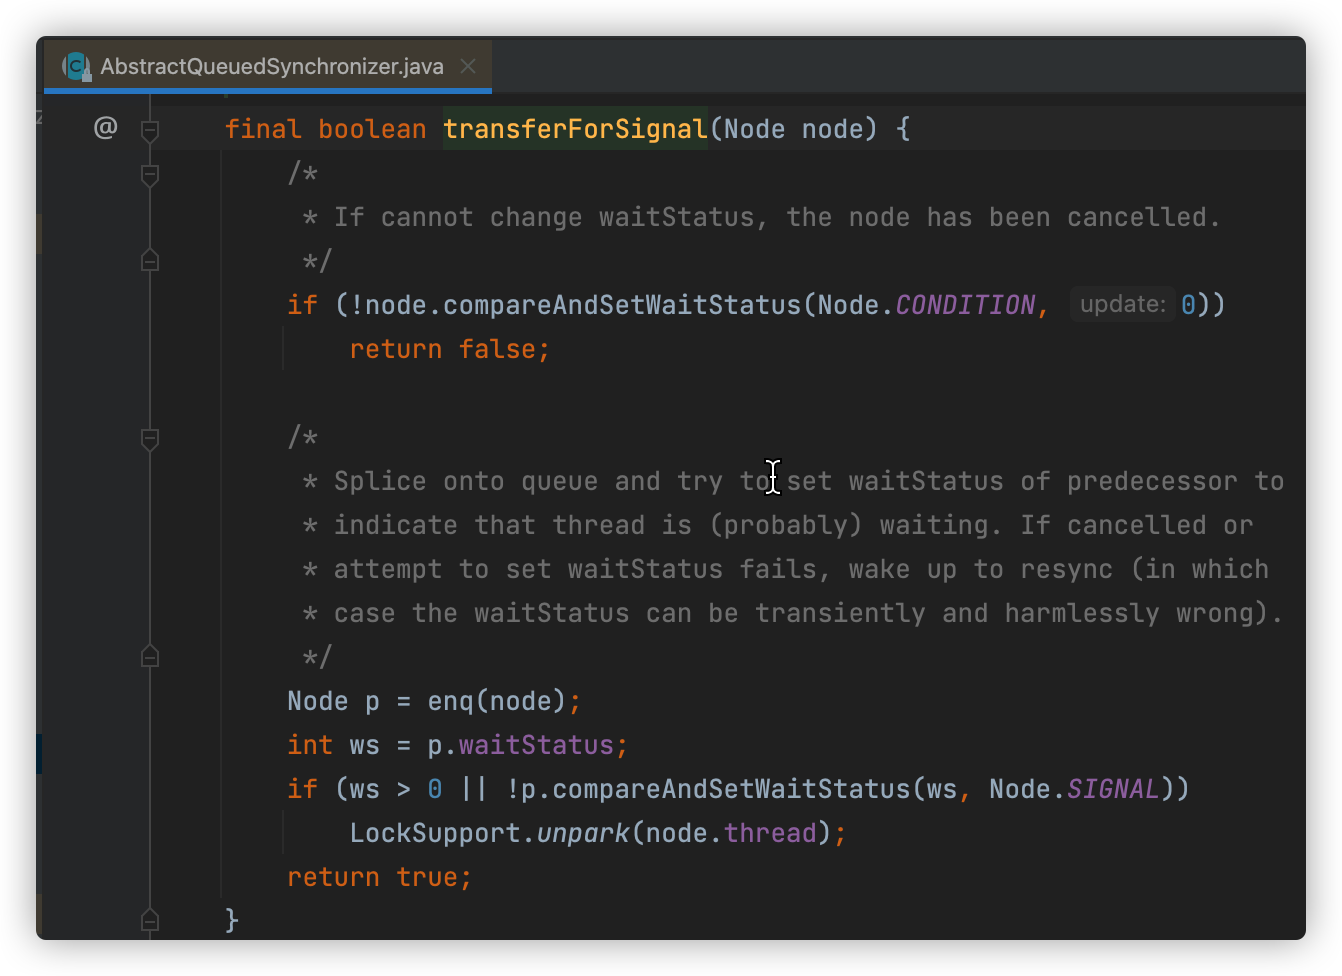 AbstractQueuedSynchronizer.java
@
final boolean transferForSignal(Node node) {
/*
* If cannot change waitStatus, the node has been cancelled.
*/
if (!node.compareAndSetWaitStatus(Node.CONDITION, update: 0))
return false;
/*
* Splice onto queue and try to set waitStatus of predecessor to
* indicate that thread is (probably) waiting. If cancelled or
* attempt to set waitStatus fails, wake up to resync (in which
* case the waitStatus can be transiently and harmlessly wrong).
*/
Node p = enq(node);
int ws = p.waitStatus;
if (ws > 0 || !p.compareAndSetWaitStatus(ws, Node.SIGNAL))
LockSupport.unpark(node.thread);
return true;
}